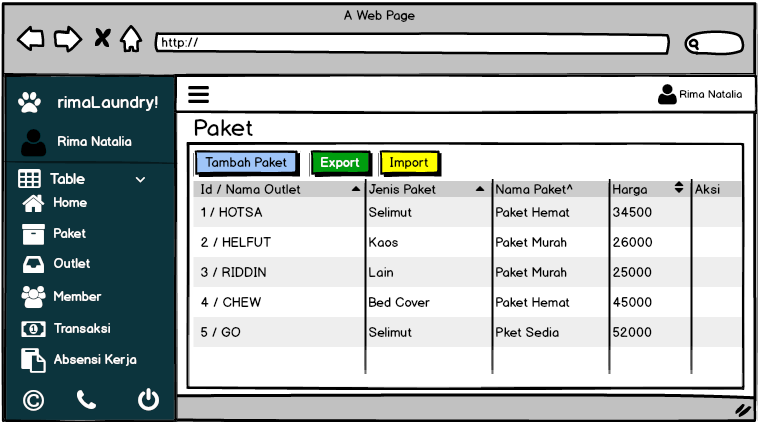 A Web Page
http://
rimaLaundry!
Rima Natalia
Rima Natalia
Table
Home
Paket
Outlet
Member
Transaksi
Absensi Kerja
Paket
Tambah Paket Export Import
Id / Nama Outlet Jenis Paket Nama Paket^ Harga Aksi
1 / HOTSA Selimut Paket Hemat 34500
2 / HELFUT Kaos Paket Murah 26000
3 / RIDDIN Lain Paket Murah 25000
4 / CHEW Bed Cover Paket Hemat 45000
5 / GO Selimut Pket Sedia 52000